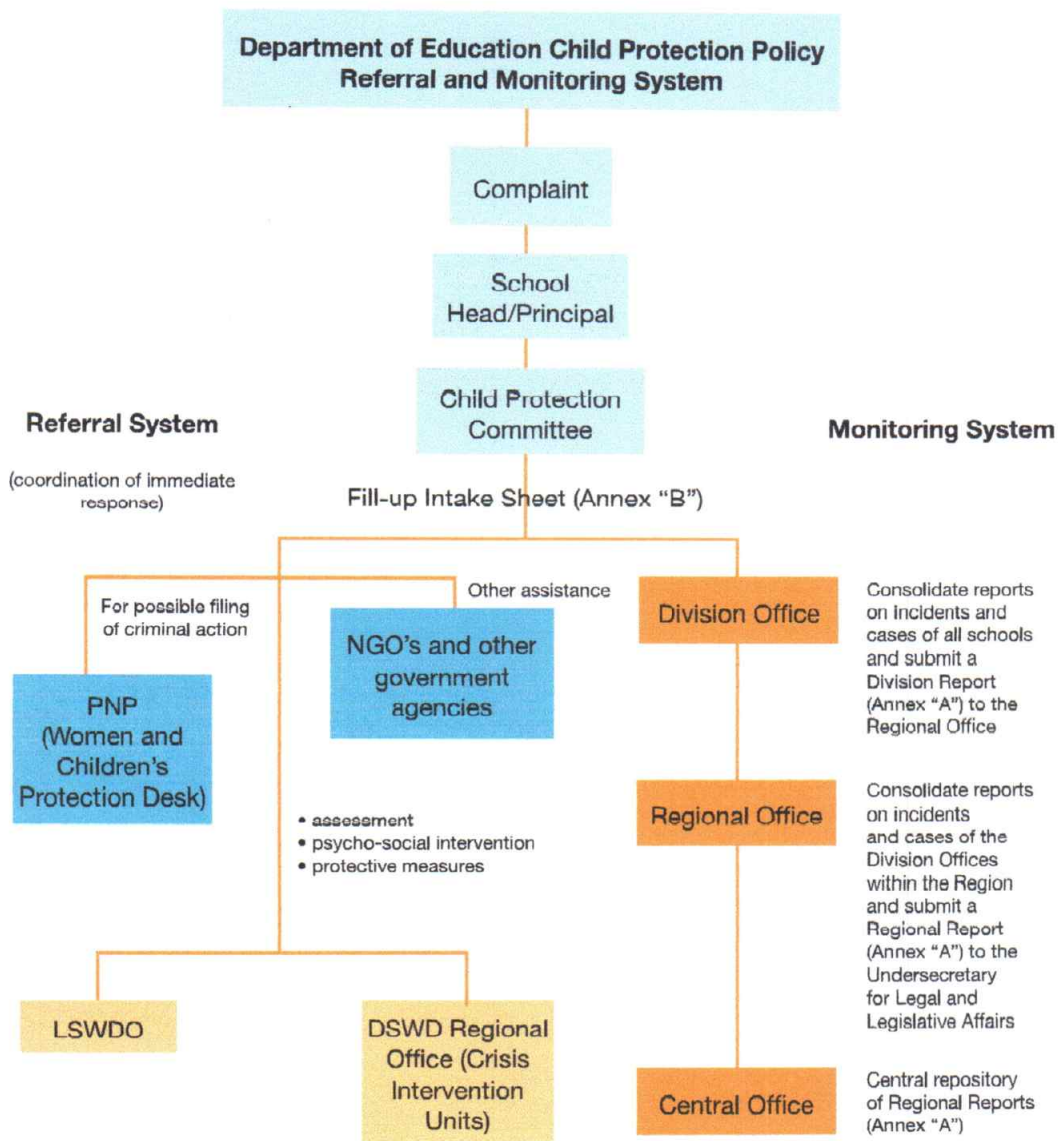 Department of Education Child Protection Policy
Referral and Monitoring System
Complaint
School
Head/Principal
Child Protection
Committee
Referral System
(coordination of immediate
response)
Monitoring System
Fill-up Intake Sheet (Annex “B”)
For possible filing
of criminal action
Other assistance
PNP
(Women and
Children’s
Protection Desk)
NGO’s and other
government
agencies
• assessment
• psycho-social intervention
• protective measures
LSWDO
DSWD Regional
Office (Crisis
Intervention
Units)
Division Office
Consolidate reports
on incidents and
cases of all schools
and submit a
Division Report
(Annex “A”) to the
Regional Office
Regional Office
Consolidate reports
on incidents
and cases of the
Division Offices
within the Region
and submit a
Regional Report
(Annex “A”) to the
Undersecretary
for Legal and
Legislative Affairs
Central Office
Central repository
of Regional Reports
(Annex “A”)